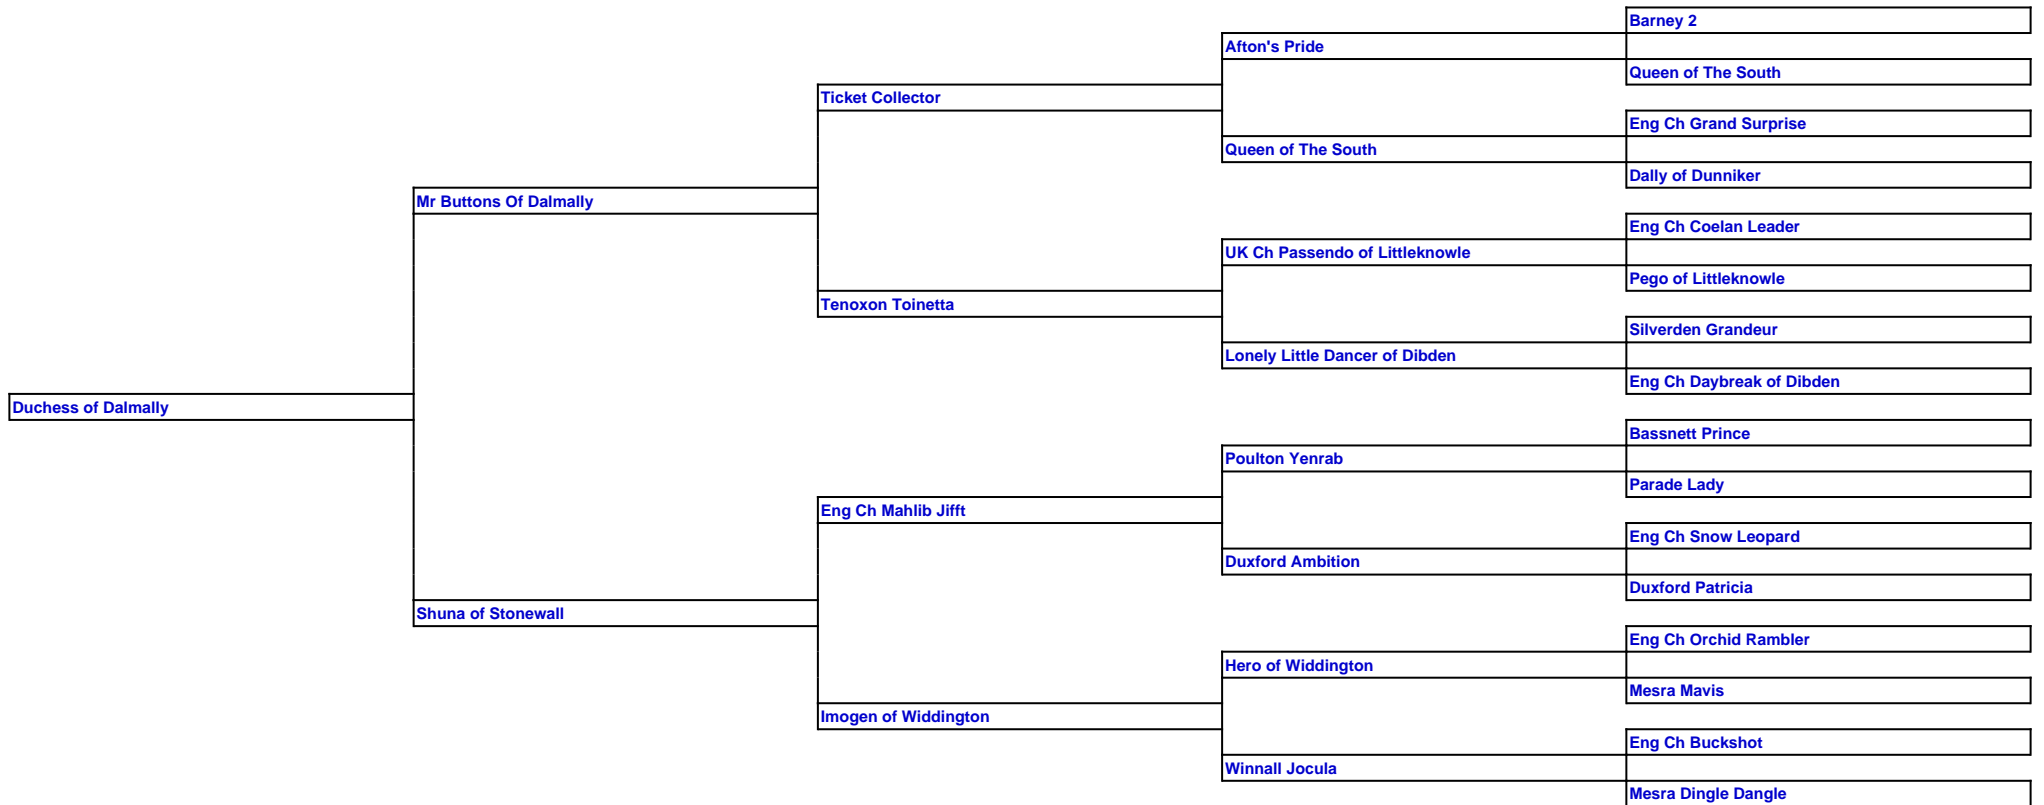 Barney 2
Afton's Pride
Queen of The South
Ticket Collector
Eng Ch Grand Surprise
Queen of The South
Dally of Dunniker
Mr Buttons Of Dalmally
Eng Ch Coelan Leader
UK Ch Passendo of Littleknowle
Pego of Littleknowle
Tenoxon Toinetta
Silverden Grandeur
Lonely Little Dancer of Dibden
Eng Ch Daybreak of Dibden
Duchess of Dalmally
Bassnett Prince
Poulton Yenrab
Parade Lady
Eng Ch Mahlib Jifft
Eng Ch Snow Leopard
Duxford Ambition
Duxford Patricia
Shuna of Stonewall
Eng Ch Orchid Rambler
Hero of Widdington
Mesra Mavis
Imogen of Widdington
Eng Ch Buckshot
Winnall Jocula
Mesra Dingle Dangle